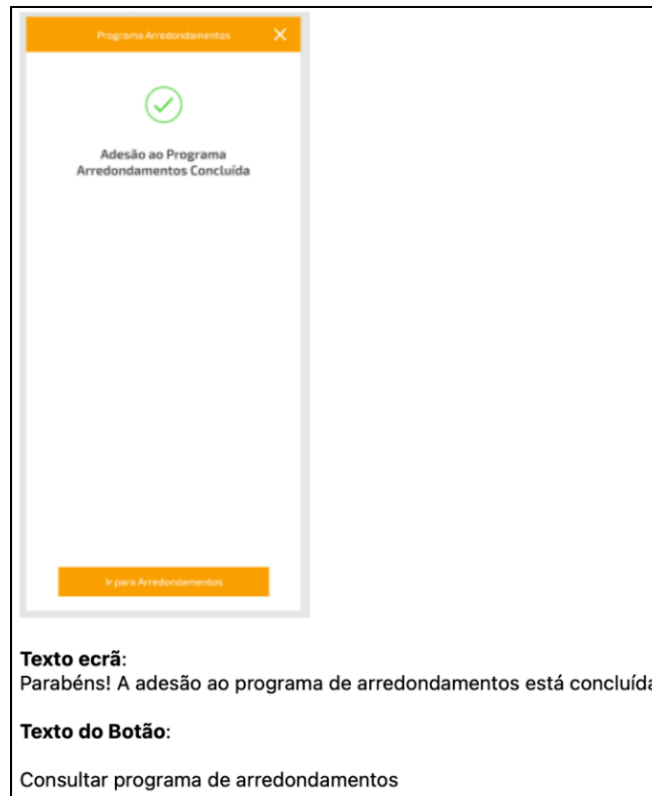 Programa Arredondamentos
Adesão ao Programa
Arredondamentos Concluída
Ir para Arredondamentos
Texto ecrã:
Parabéns! A adesão ao programa de arredondamentos está concluída
Texto do Botão:
Consultar programa de arredondamentos